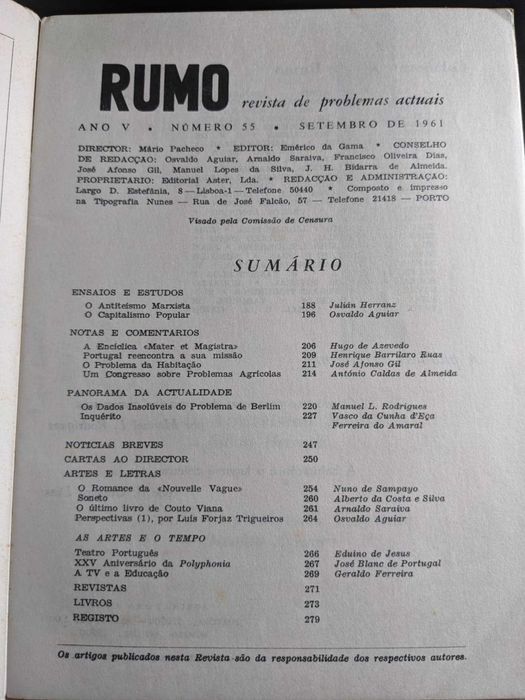 RUMO revista de problemas actuais
ANO V • NÚMERO 55 • SETEMBRO DE 1961
DIRECTOR: Mário Pacheco * EDITOR: Emérico da Gama * CONSELHO
DE REDACÇÃO: Osvaldo Aguiar, Arnaldo Saraiva, Francisco Oliveira Dias,
José Afonso Gil, Manuel Lopes da Silva, J. H. Bidarra de Almeida.
PROPRIETARIO: Editorial Aster, Lda. * REDACÇÃO E ADMINISTRAÇÃO:
Largo D. Estefânia, 8 — Lisboa-1 — Telefone 50440 * Composto e impresso
na Tipografia Nunes — Rua de José Falcão, 57 — Telefone 21418 — PORTO
Visado pela Comissão de Censura
SUMÁRIO
ENSAIOS E ESTUDOS
O Antiteísmo Marxista 188 Julián Herranz
O Capitalismo Popular 196 Osvaldo Aguiar
NOTAS E COMENTARIOS
A Encíclica «Mater et Magistra» 206 Hugo de Azevedo
Portugal reencontra a sua missão 209 Henrique Barrilaro Ruas
O Problema da Habitação 211 José Afonso Gil
Um Congresso sobre Problemas Agrícolas 214 António Caldas de Almeida
PANORAMA DA ACTUALIDADE
Os Dados Insolúveis do Problema de Berlim 220 Manuel L. Rodrigues
Inquérito 227 Vasco da Cunha d'Eça
Ferreira do Amaral
NOTICIAS BREVES 247
CARTAS AO DIRECTOR 250
ARTES E LETRAS
O Romance da «Nouvelle Vague» 254 Nuno de Sampayo
Soneto 260 Alberto da Costa e Silva
O último livro de Couto Viana 261 Arnaldo Saraiva
Perspectivas (1), por Luís Forjaz Trigueiros 264 Osvaldo Aguiar
AS ARTES E O TEMPO
Teatro Português 266 Eduino de Jesus
XXV Aniversário da Polyphonia 267 José Blanc de Portugal
A TV e a Educação 269 Geraldo Ferreira
REVISTAS 271
LIVROS 273
REGISTO 279
Os artigos publicados nesta Revista são da responsabilidade dos respectivos autores.